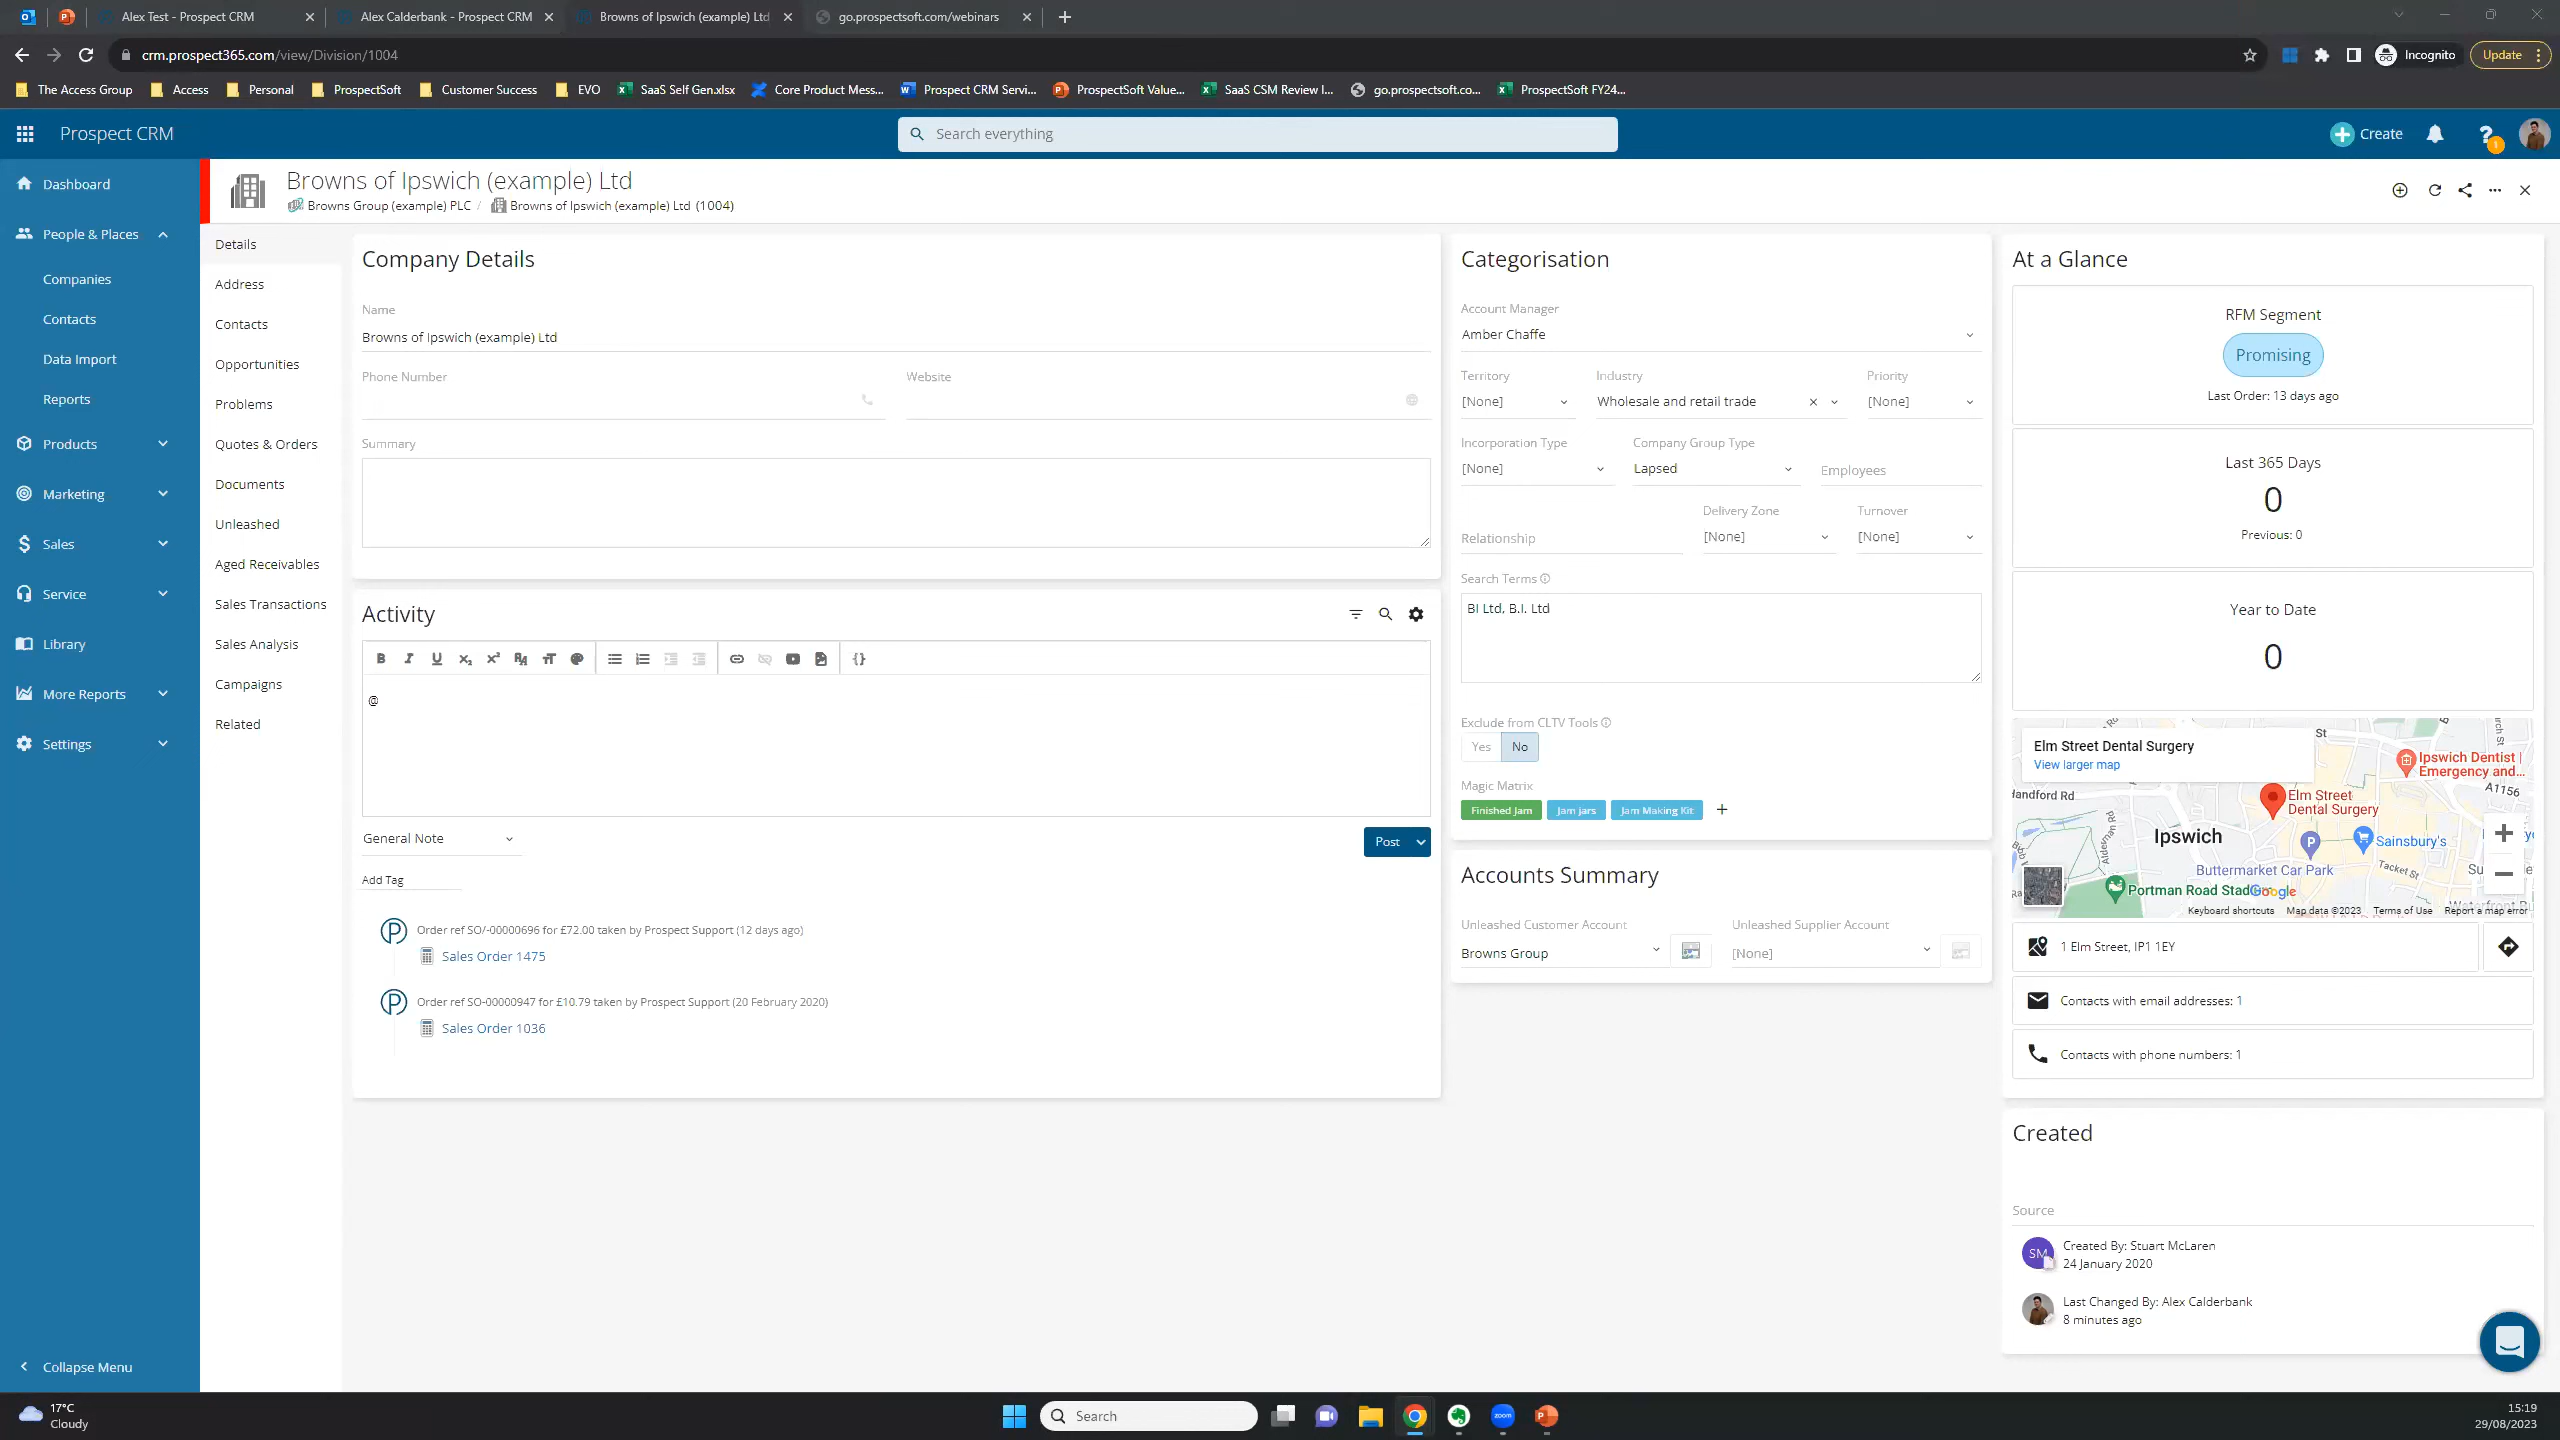 Alex Test - Prospect CRM
Alex Calderbank - Prospect CRM
Browns of Ipswich (example) Ltd
go.prospectsoft.com/webinars
crm.prospect365.com/view/Division/1004
Incognito
Update
The Access Group
Access
Personal
ProspectSoft
Customer Success
EVO
SaaS Self Gen.xlsx
Core Product Mess...
Prospect CRM Servi...
ProspectSoft Value...
SaaS CSM Review I...
go.prospectsoft.co...
ProspectSoft FY24...
Prospect CRM
Search everything
Create
1
Dashboard
People & Places
Companies
Contacts
Data Import
Reports
Products
Marketing
Sales
Service
Library
More Reports
Settings
Collapse Menu
Browns of Ipswich (example) Ltd
Browns Group (example) PLC / Browns of Ipswich (example) Ltd (1004)
Details
Address
Contacts
Opportunities
Problems
Quotes & Orders
Documents
Unleashed
Aged Receivables
Sales Transactions
Sales Analysis
Campaigns
Related
Company Details
Name
Browns of Ipswich (example) Ltd
Phone Number
Website
Summary
Activity
@
General Note
Post
Add Tag
Order ref SO/-00000696 for £72.00 taken by Prospect Support (12 days ago)
Sales Order 1475
Order ref SO-00000947 for £10.79 taken by Prospect Support (20 February 2020)
Sales Order 1036
Categorisation
Account Manager
Amber Chaffe
Territory
Industry
Priority
[None]
Wholesale and retail trade
[None]
Incorporation Type
Company Group Type
[None]
Lapsed
Employees
Delivery Zone
Turnover
Relationship
[None]
[None]
Search Terms
BI Ltd, B.I. Ltd
Exclude from CLTV Tools
Yes
No
Magic Matrix
Finished Jam
Jam Jars
Jam Making Kit
Accounts Summary
Unleashed Customer Account
Unleashed Supplier Account
Browns Group
[None]
At a Glance
RFM Segment
Promising
Last Order: 13 days ago
Last 365 Days
0
Previous: 0
Year to Date
0
Elm Street Dental Surgery
View larger map
St
Ipswich Dentist |
Emergency and...
A1156
Handford Rd
Elm Street
Dental Surgery
Ipswich
Sainsbury's
Buttermarket Car Park
Tacket St
Portman Road Stad
Google
Keyboard shortcuts
Map data ©2023
Terms of Use
Report a map error
1 Elm Street, IP1 1EY
Contacts with email addresses: 1
Contacts with phone numbers: 1
Created
Source
SM
Created By: Stuart McLaren
24 January 2020
Last Changed By: Alex Calderbank
8 minutes ago
17°C
Cloudy
Search
zoom
15:19
29/08/2023